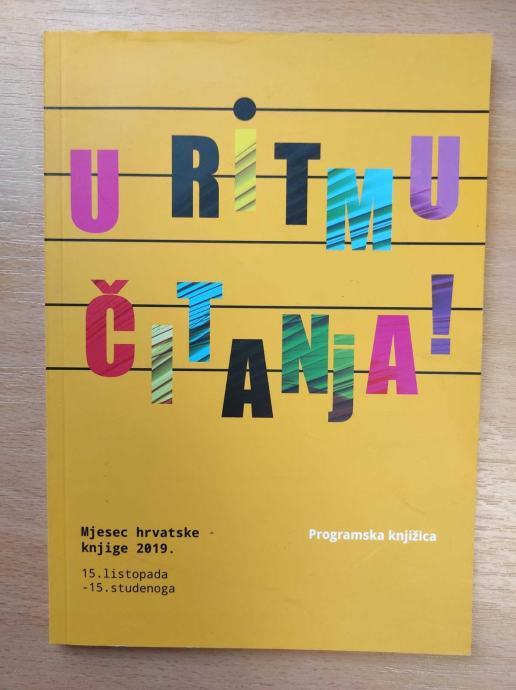 U RiTMU
ČITANjA!
Mjesec hrvatske
knjige 2019.
15.listopada
-15.studenoga
Programska knjižica